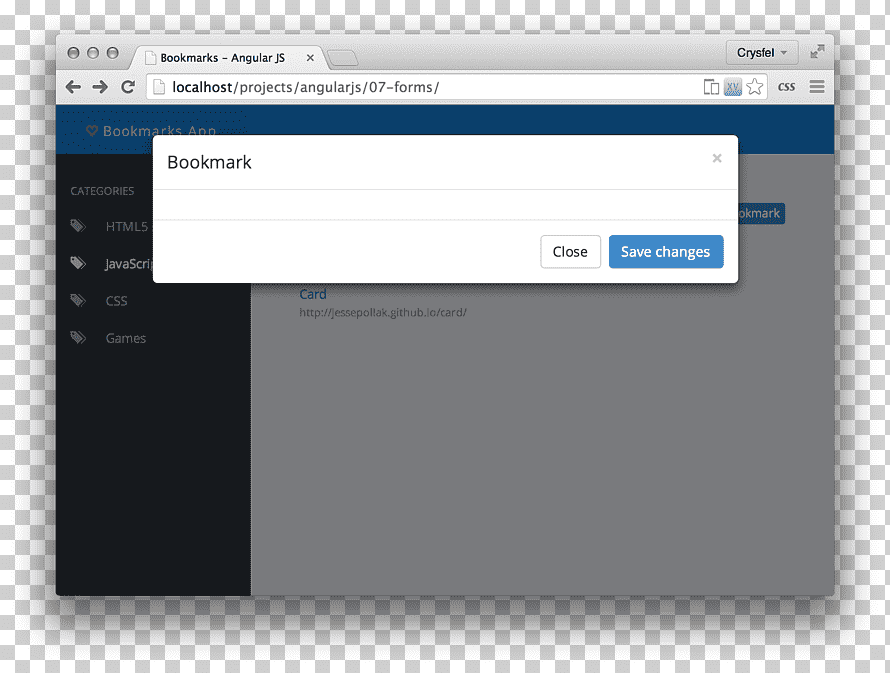 Bookmarks – Angular JS
Crysfel
localhost/projects/angularjs/07-forms/
XV
CSS
Bookmarks App
Bookmark
CATEGORIES
HTML5
okmark
JavaScrip
Close
Save changes
Card
CSS
http://jessepollak.github.io/card/
Games